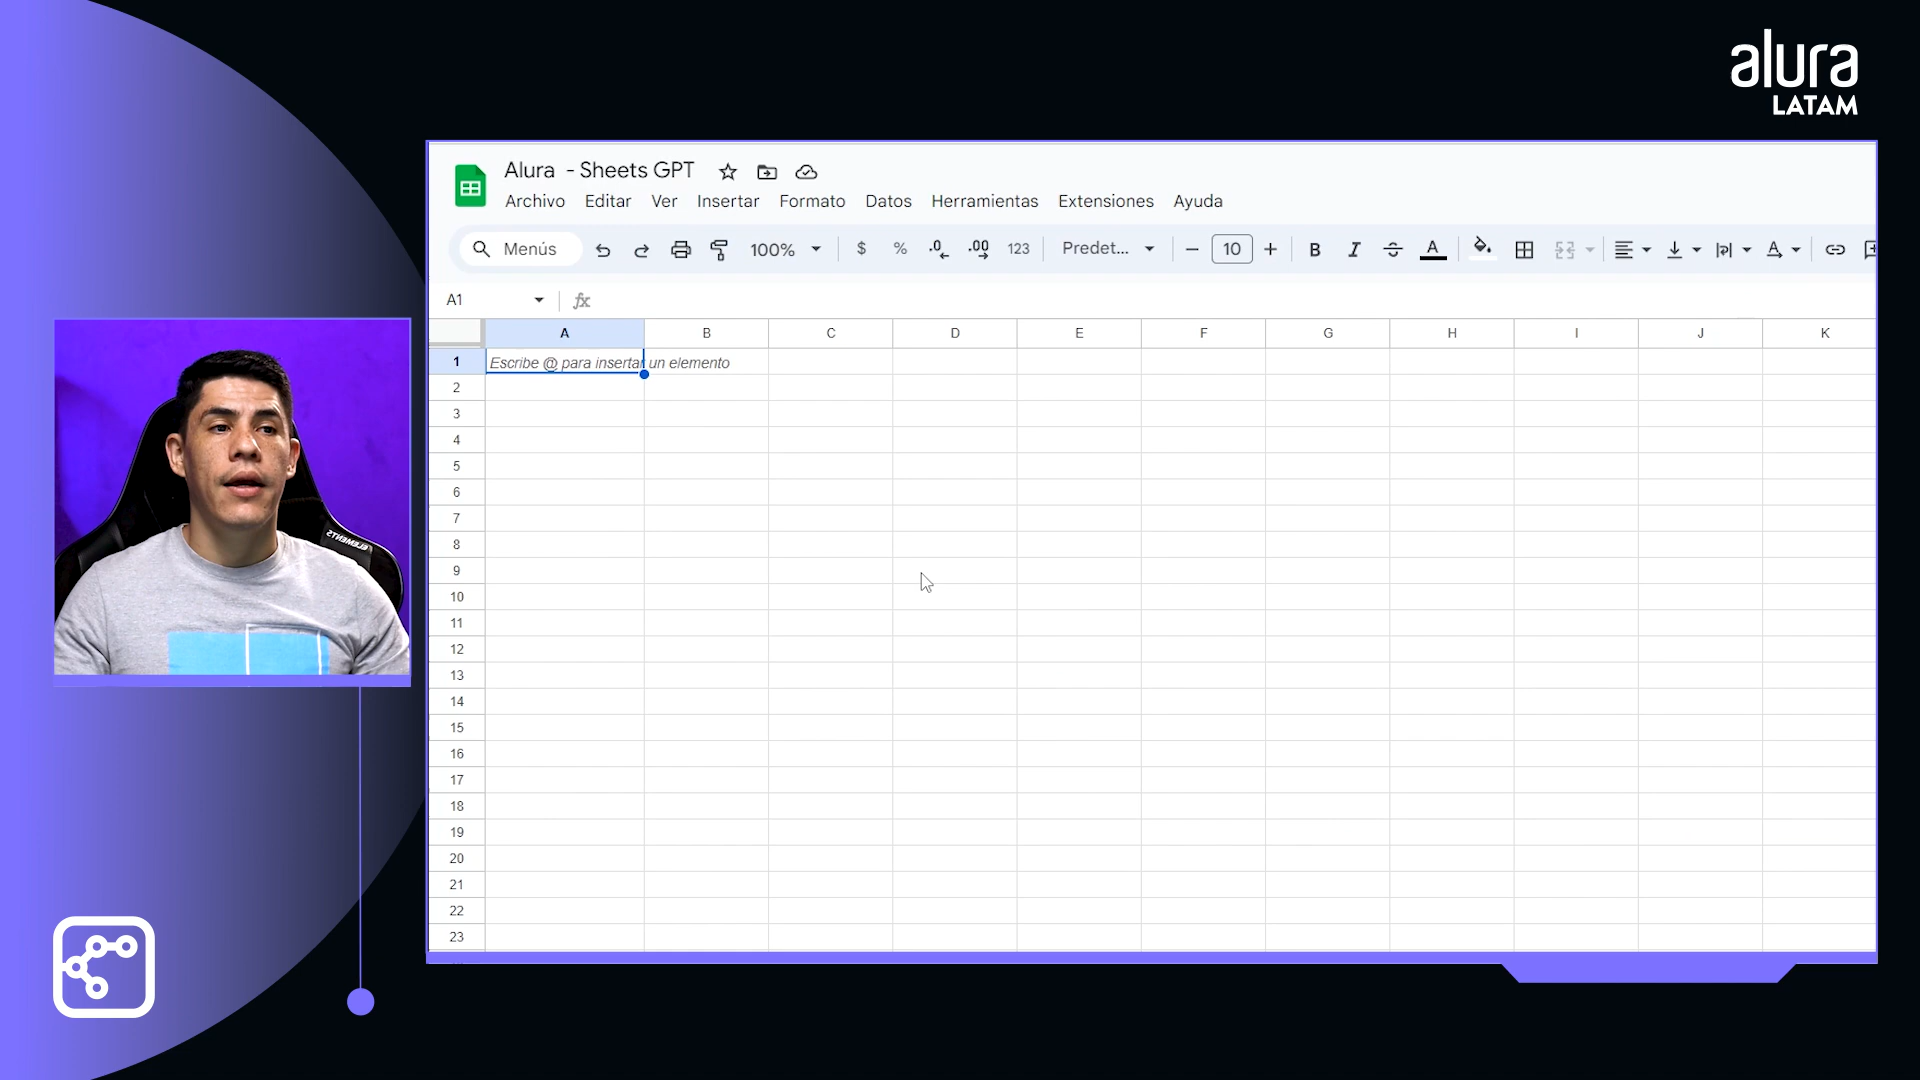 alura
LATAM
Alura - Sheets GPT
Archivo Editar Ver Insertar Formato Datos Herramientas Extensiones Ayuda
Menús 100% $ % .0 .00 123 Predet... 10 B I A A
A1 fx
A B C D E F G H I J K
1 Escribe @ para insertar un elemento
2
3
4
5
6
7
8
9
10
11
12
13
14
15
16
17
18
19
20
21
22
23
ELEMENTS